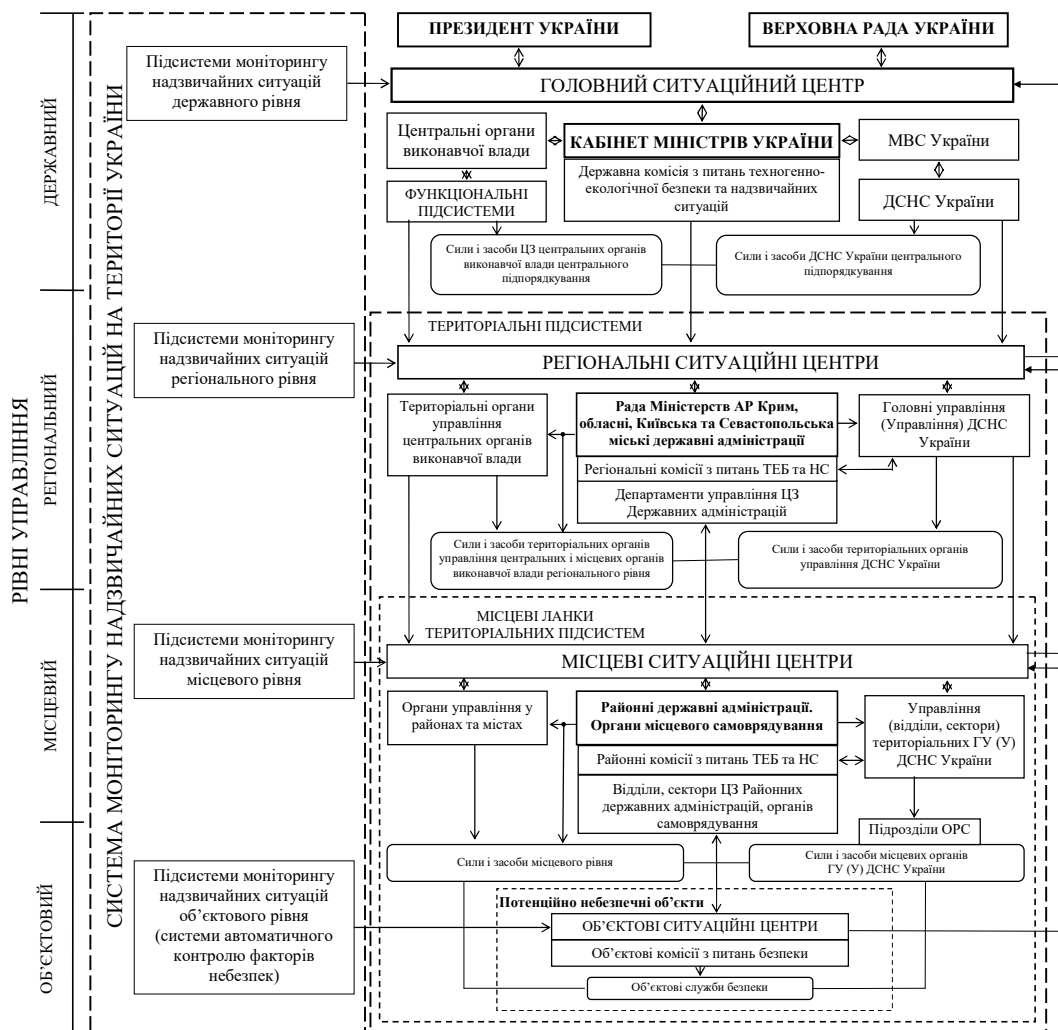 РІВНІ УПРАВЛІННЯ
ДЕРЖАВНИЙ
РЕГІОНАЛЬНИЙ
МІСЦЕВИЙ
ОБ’ЄКТОВИЙ
СИСТЕМА МОНІТОРИНГУ НАДЗВИЧАЙНИХ СИТУАЦІЙ НА ТЕРИТОРІЇ УКРАЇНИ
ПРЕЗИДЕНТ УКРАЇНИ
ВЕРХОВНА РАДА УКРАЇНИ
Підсистеми моніторингу
надзвичайних ситуацій
державного рівня
ГОЛОВНИЙ СИТУАЦІЙНИЙ ЦЕНТР
Центральні органи
виконавчої влади
КАБІНЕТ МІНІСТРІВ УКРАЇНИ
МВС України
Державна комісія з питань техногенно-
екологічної безпеки та надзвичайних
ситуацій
ФУНКЦІОНАЛЬНІ
ПІДСИСТЕМИ
ДСНС України
Сили і засоби ЦЗ центральних органів
виконавчої влади центрального
підпорядкування
Сили і засоби ДСНС України центрального
підпорядкування
ТЕРИТОРІАЛЬНІ ПІДСИСТЕМИ
Підсистеми моніторингу
надзвичайних ситуацій
регіонального рівня
РЕГІОНАЛЬНІ СИТУАЦІЙНІ ЦЕНТРИ
Територіальні органи
управління
центральних органів
виконавчої влади
Рада Міністерств АР Крим,
обласні, Київська та Севастопольська
міські державні адміністрації
Головні управління
(Управління) ДСНС
України
Регіональні комісії з питань ТЕБ та НС
Департаменти управління ЦЗ
Державних адміністрацій
Сили і засоби територіальних органів
управління центральних і місцевих органів
виконавчої влади регіонального рівня
Сили і засоби територіальних органів
управління ДСНС України
МІСЦЕВІ ЛАНКИ
ТЕРИТОРІАЛЬНИХ ПІДСИСТЕМ
Підсистеми моніторингу
надзвичайних ситуацій
місцевого рівня
МІСЦЕВІ СИТУАЦІЙНІ ЦЕНТРИ
Органи управління у
районах та містах
Районні державні адміністрації.
Органи місцевого самоврядування
Управління
(відділи, сектори)
територіальних ГУ (У)
ДСНС України
Районні комісії з питань ТЕБ та НС
Відділи, сектори ЦЗ Районних
державних адміністрацій, органів
самоврядування
Підрозділи ОРС
Сили і засоби місцевого рівня
Сили і засоби місцевих органів
ГУ (У) ДСНС України
Підсистеми моніторингу
надзвичайних ситуацій
об’єктового рівня
(системи автоматичного
контролю факторів
небезпек)
Потенційно небезпечні об’єкти
ОБ’ЄКТОВІ СИТУАЦІЙНІ ЦЕНТРИ
Об’єктові комісії з питань безпеки
Об’єктові служби безпеки